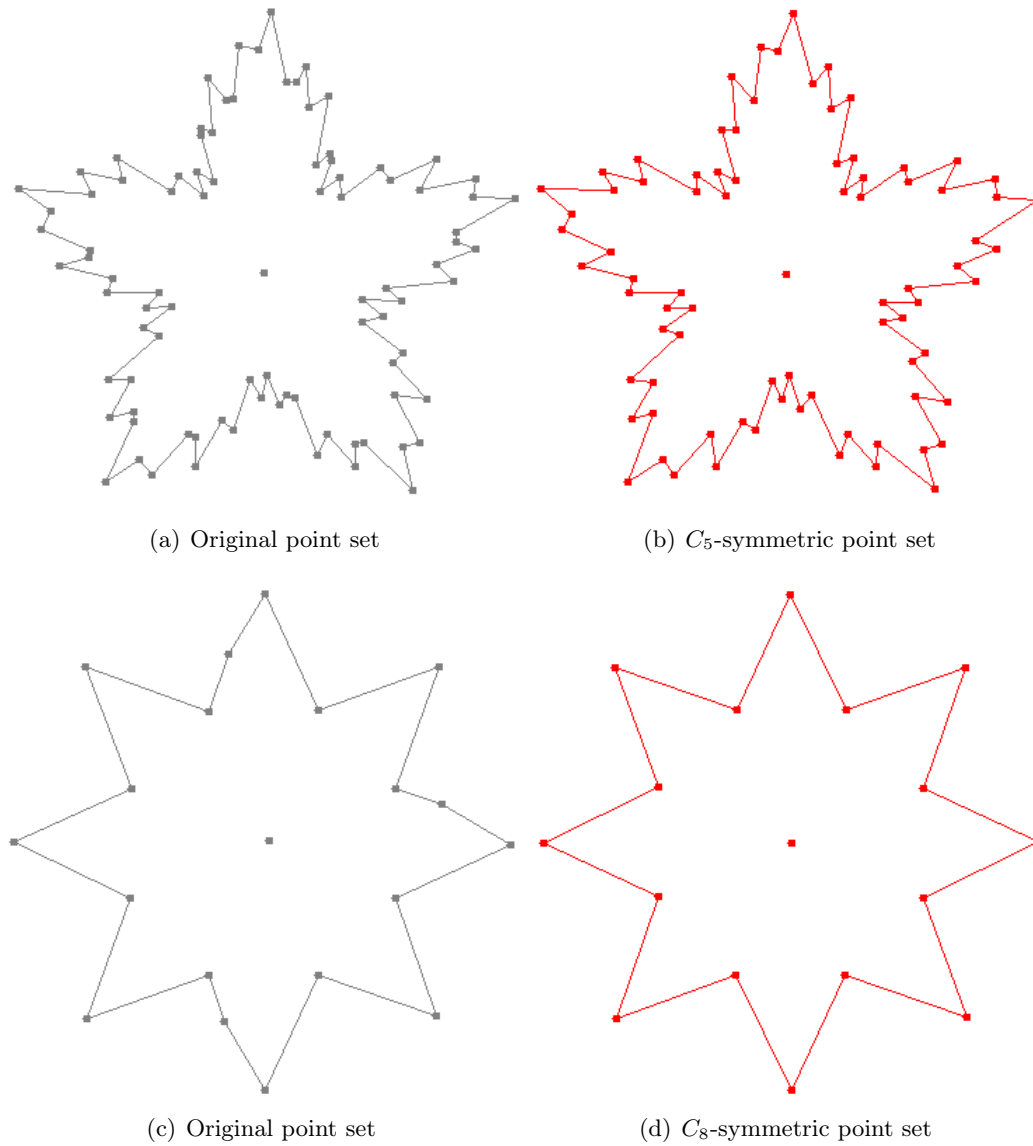 (a) Original point set
(b) C₅-symmetric point set
(c) Original point set
(d) C₈-symmetric point set